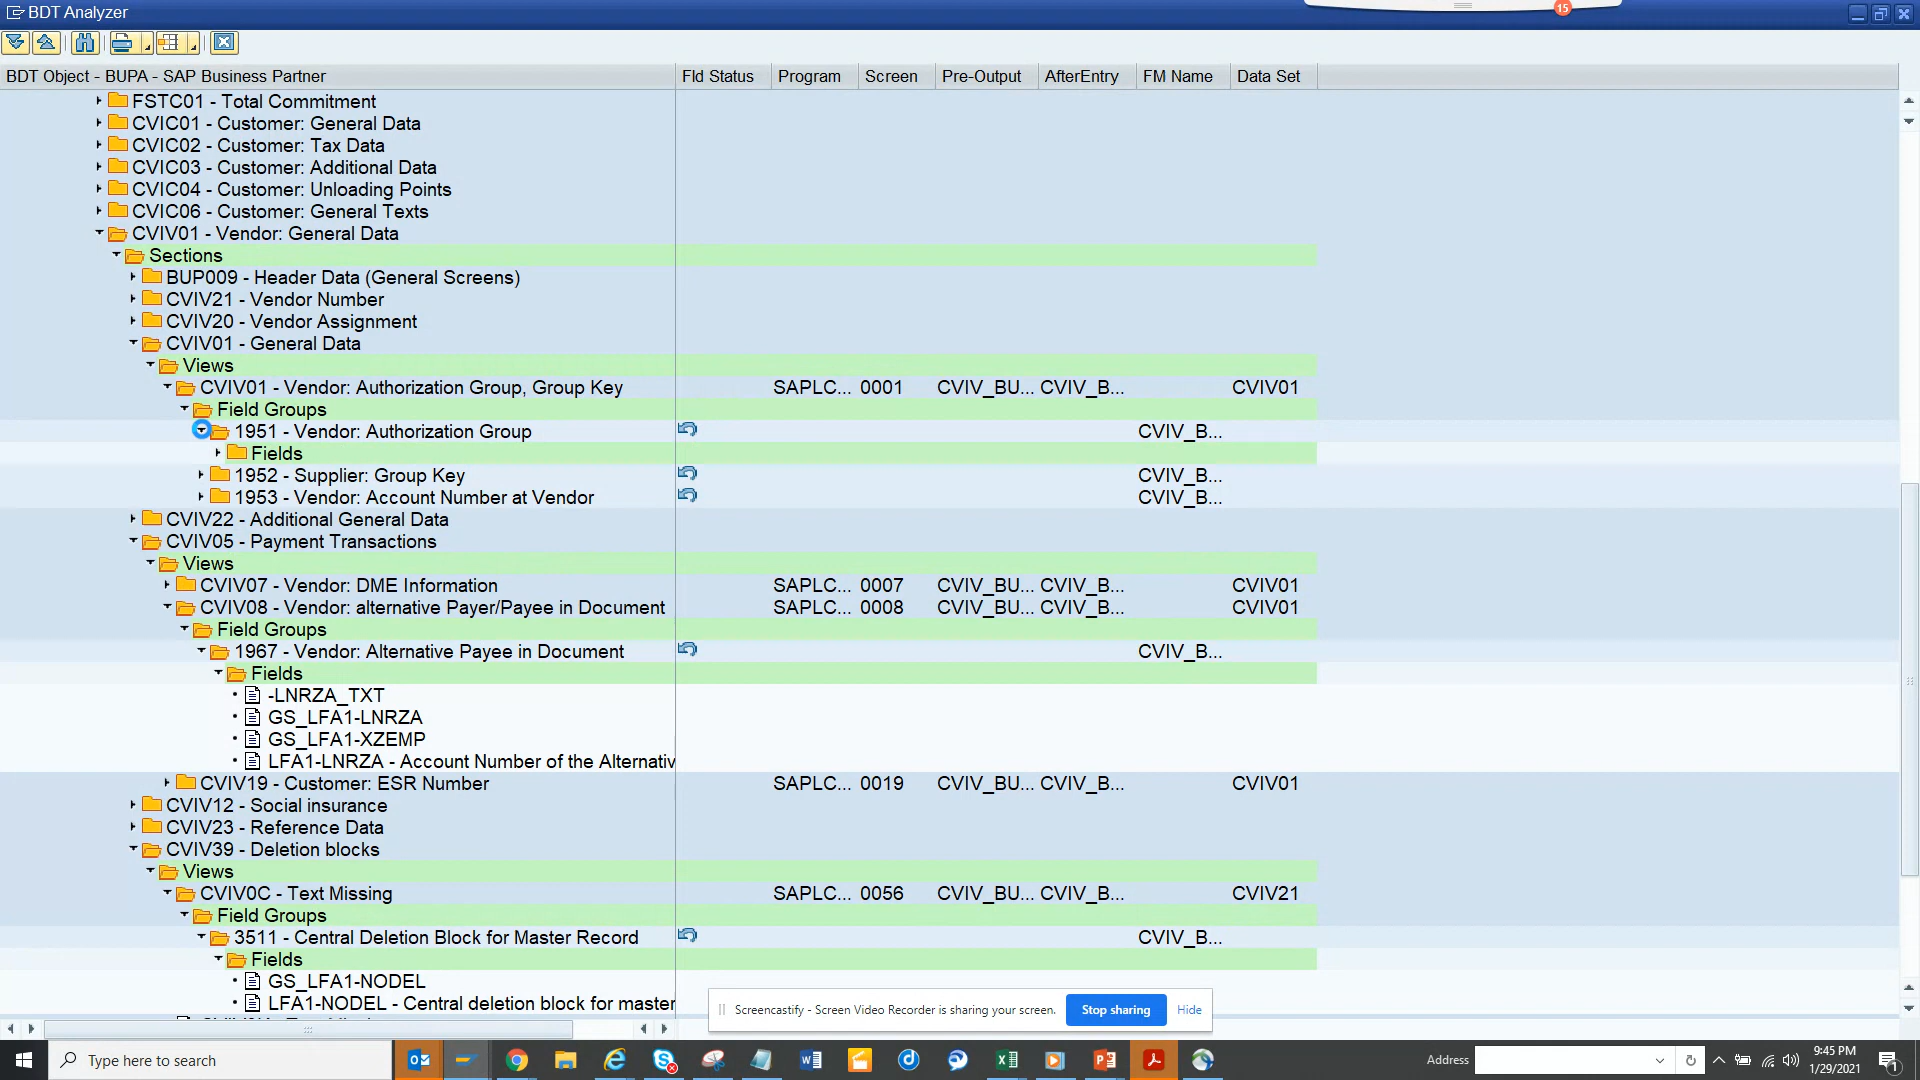 BDT Analyzer
15
BDT Object - BUPA - SAP Business Partner Fld Status Program Screen Pre-Output AfterEntry FM Name Data Set
FSTC01 - Total Commitment
CVIC01 - Customer: General Data
CVIC02 - Customer: Tax Data
CVIC03 - Customer: Additional Data
CVIC04 - Customer: Unloading Points
CVIC06 - Customer: General Texts
CVIV01 - Vendor: General Data
Sections
BUP009 - Header Data (General Screens)
CVIV21 - Vendor Number
CVIV20 - Vendor Assignment
CVIV01 - General Data
Views
CVIV01 - Vendor: Authorization Group, Group Key SAPLC... 0001 CVIV_BU... CVIV_B... CVIV01
Field Groups
1951 - Vendor: Authorization Group CVIV_B...
Fields
1952 - Supplier: Group Key CVIV_B...
1953 - Vendor: Account Number at Vendor CVIV_B...
CVIV22 - Additional General Data
CVIV05 - Payment Transactions
Views
CVIV07 - Vendor: DME Information SAPLC... 0007 CVIV_BU... CVIV_B... CVIV01
CVIV08 - Vendor: alternative Payer/Payee in Document SAPLC... 0008 CVIV_BU... CVIV_B... CVIV01
Field Groups
1967 - Vendor: Alternative Payee in Document CVIV_B...
Fields
-LNRZA_TXT
GS_LFA1-LNRZA
GS_LFA1-XZEMP
LFA1-LNRZA - Account Number of the Alternativ
CVIV19 - Customer: ESR Number SAPLC... 0019 CVIV_BU... CVIV_B... CVIV01
CVIV12 - Social insurance
CVIV23 - Reference Data
CVIV39 - Deletion blocks
Views
CVIV0C - Text Missing SAPLC... 0056 CVIV_BU... CVIV_B... CVIV21
Field Groups
3511 - Central Deletion Block for Master Record CVIV_B...
Fields
GS_LFA1-NODEL
LFA1-NODEL - Central deletion block for master
Screencastify - Screen Video Recorder is sharing your screen. Stop sharing Hide
Type here to search
Address
9:45 PM
1/29/2021
1